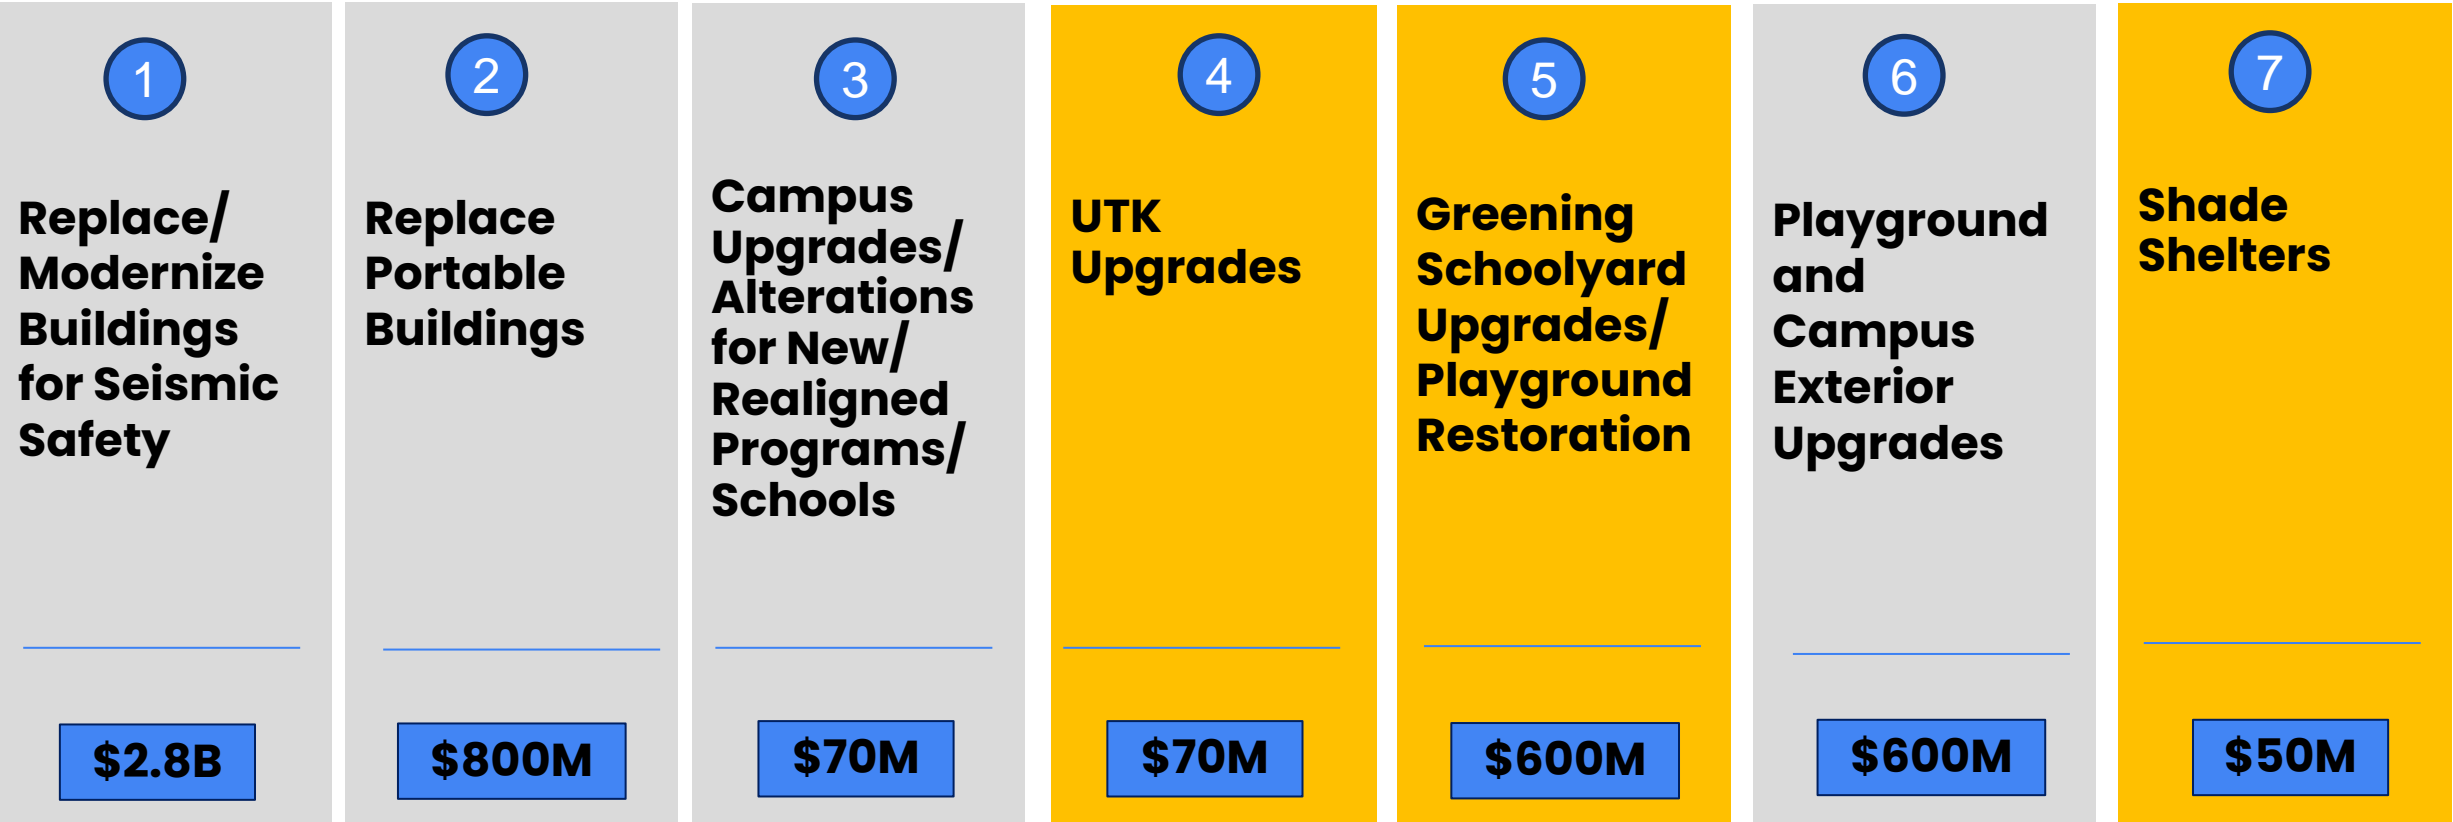 1
Replace/
Modernize
Buildings
for Seismic
Safety
$2.8B
2
Replace
Portable
Buildings
$800M
3
Campus
Upgrades/
Alterations
for New/
Realigned
Programs/
Schools
$70M
4
UTK
Upgrades
$70M
5
Greening
Schoolyard
Upgrades/
Playground
Restoration
$600M
6
Playground
and
Campus
Exterior
Upgrades
$600M
7
Shade
Shelters
$50M